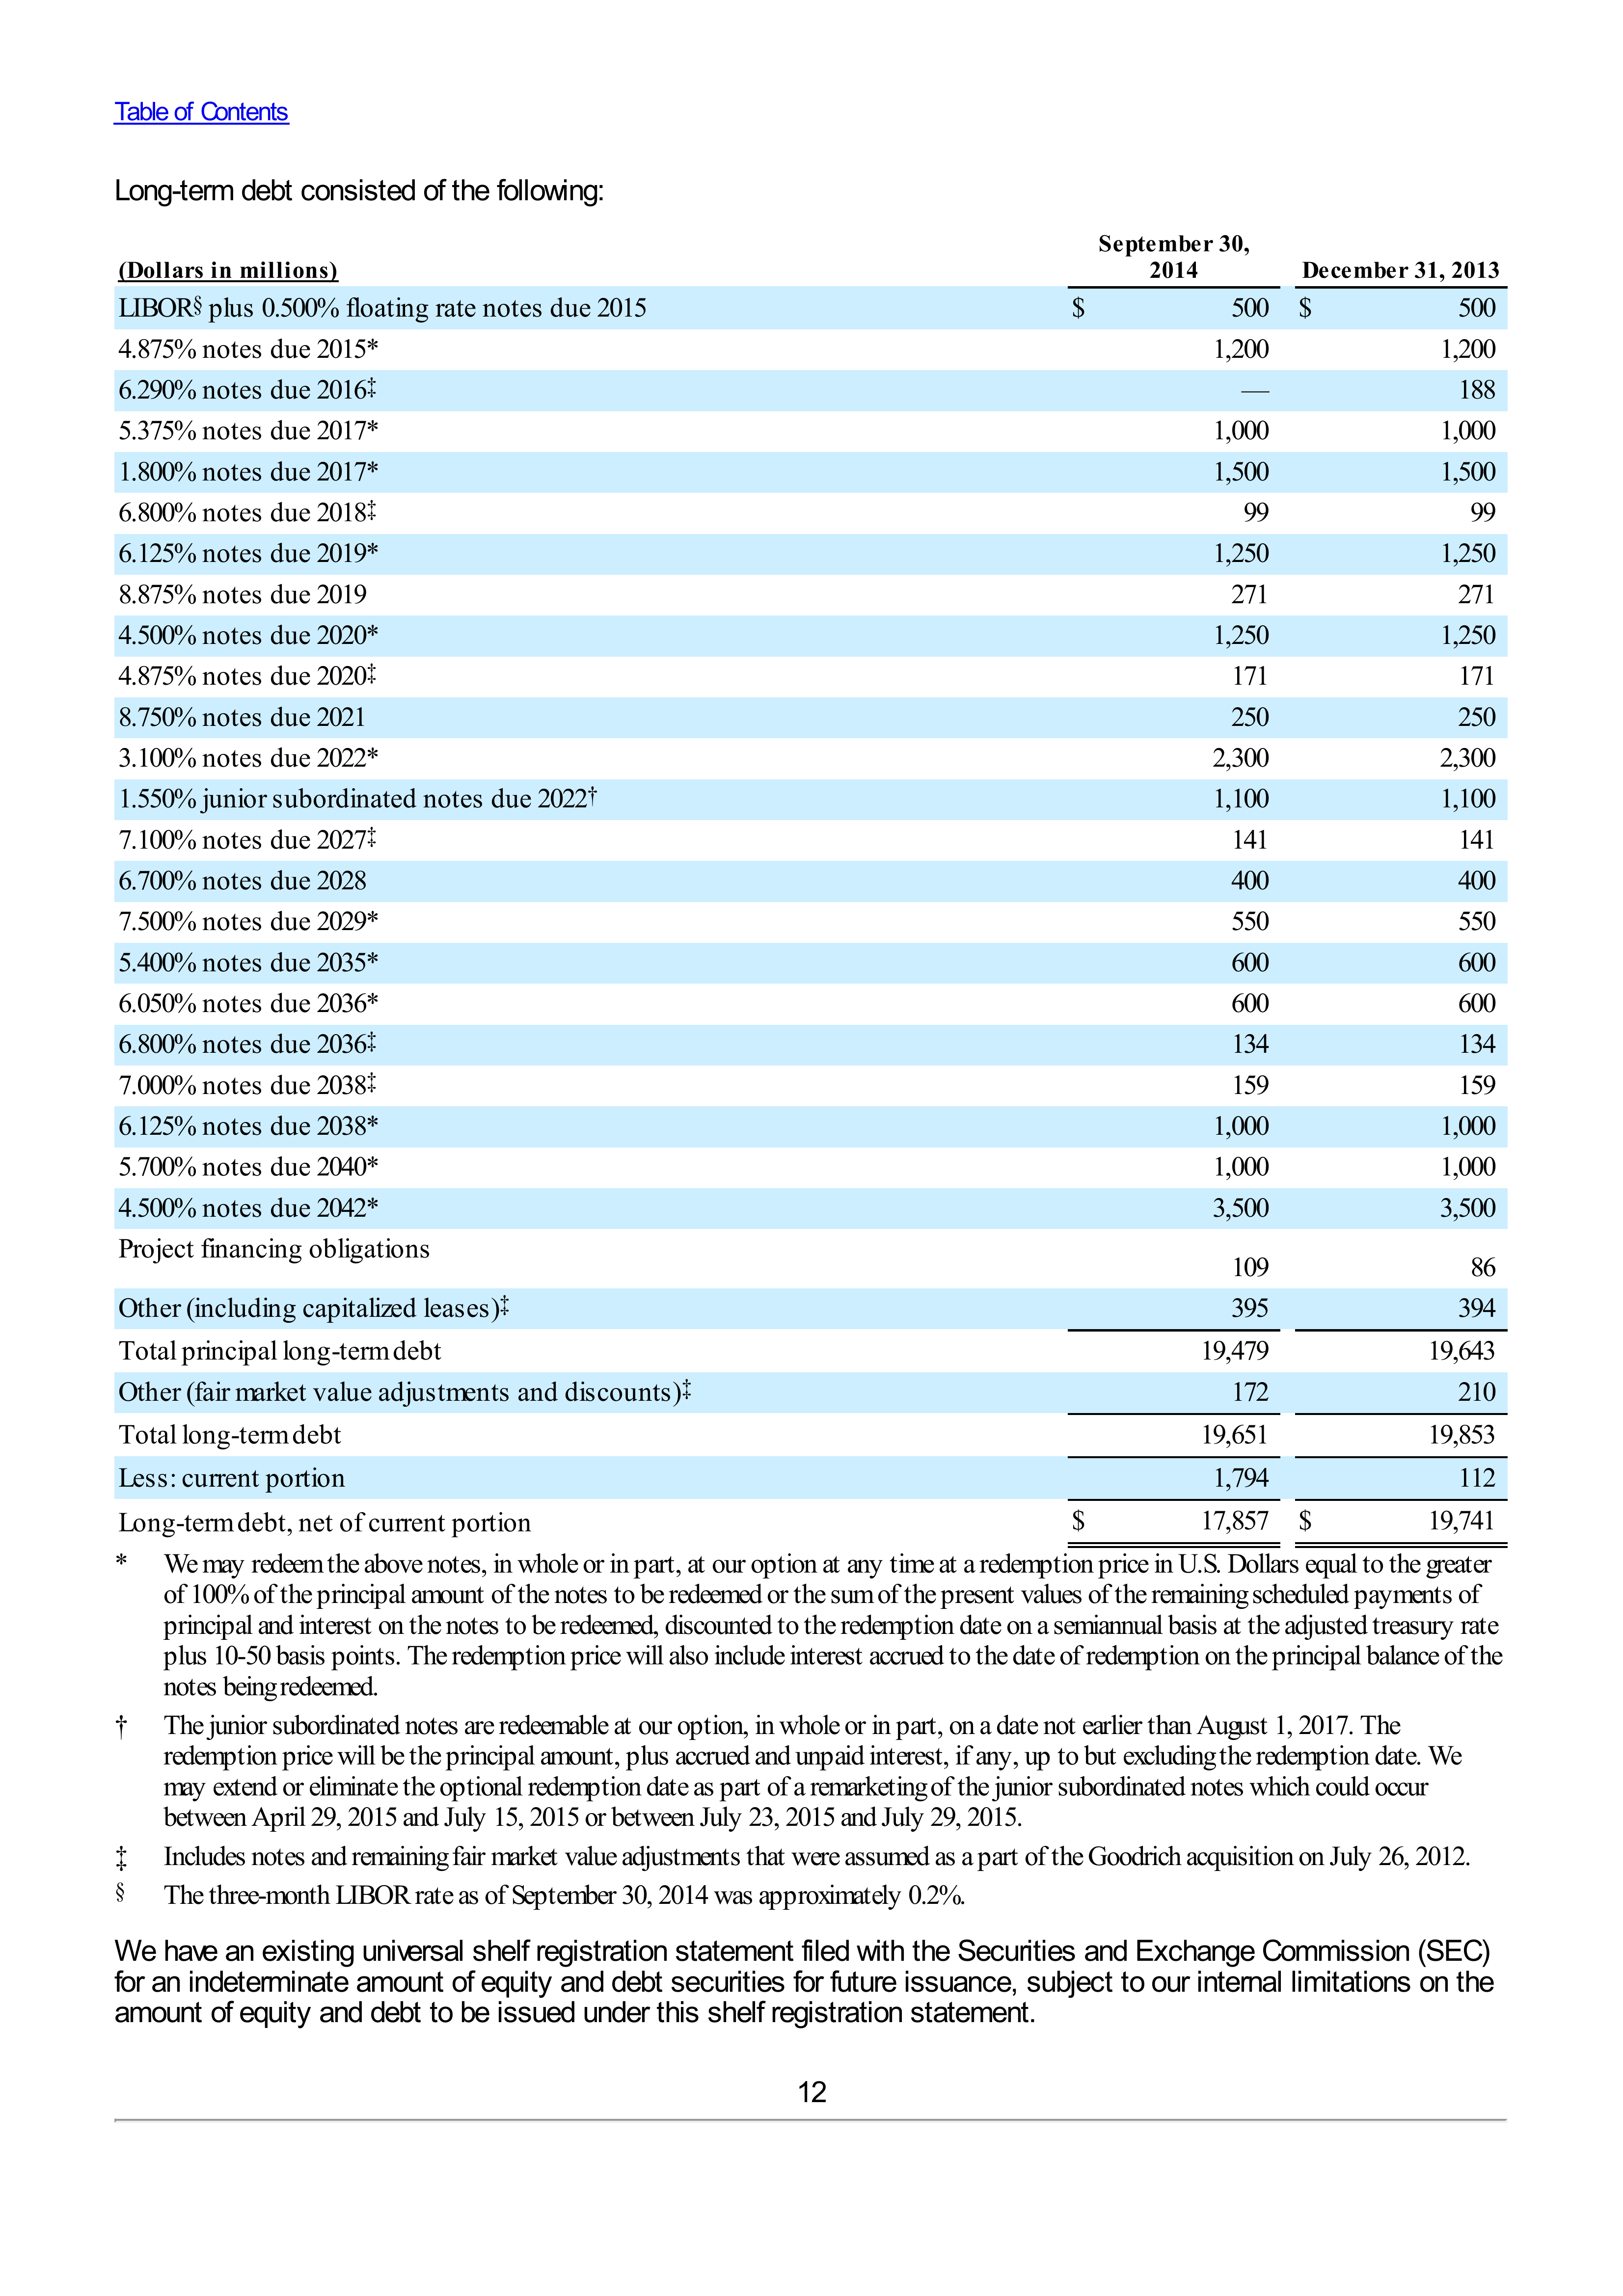 Table of Contents
Long-term debt consisted of the following:
(Dollars in millions) September 30, 2014 December 31, 2013
LIBOR§ plus 0.500% floating rate notes due 2015 $ 500 $ 500
4.875% notes due 2015* 1,200 1,200
6.290% notes due 2016‡ — 188
5.375% notes due 2017* 1,000 1,000
1.800% notes due 2017* 1,500 1,500
6.800% notes due 2018‡ 99 99
6.125% notes due 2019* 1,250 1,250
8.875% notes due 2019 271 271
4.500% notes due 2020* 1,250 1,250
4.875% notes due 2020‡ 171 171
8.750% notes due 2021 250 250
3.100% notes due 2022* 2,300 2,300
1.550% junior subordinated notes due 2022† 1,100 1,100
7.100% notes due 2027‡ 141 141
6.700% notes due 2028 400 400
7.500% notes due 2029* 550 550
5.400% notes due 2035* 600 600
6.050% notes due 2036* 600 600
6.800% notes due 2036‡ 134 134
7.000% notes due 2038‡ 159 159
6.125% notes due 2038* 1,000 1,000
5.700% notes due 2040* 1,000 1,000
4.500% notes due 2042* 3,500 3,500
Project financing obligations 109 86
Other (including capitalized leases)‡ 395 394
Total principal long-term debt 19,479 19,643
Other (fair market value adjustments and discounts)‡ 172 210
Total long-term debt 19,651 19,853
Less: current portion 1,794 112
Long-term debt, net of current portion $ 17,857 $ 19,741
* We may redeem the above notes, in whole or in part, at our option at any time at a redemption price in U.S. Dollars equal to the greater
of 100% of the principal amount of the notes to be redeemed or the sum of the present values of the remaining scheduled payments of
principal and interest on the notes to be redeemed, discounted to the redemption date on a semiannual basis at the adjusted treasury rate
plus 10-50 basis points. The redemption price will also include interest accrued to the date of redemption on the principal balance of the
notes being redeemed.
† The junior subordinated notes are redeemable at our option, in whole or in part, on a date not earlier than August 1, 2017. The
redemption price will be the principal amount, plus accrued and unpaid interest, if any, up to but excluding the redemption date. We
may extend or eliminate the optional redemption date as part of a remarketing of the junior subordinated notes which could occur
between April 29, 2015 and July 15, 2015 or between July 23, 2015 and July 29, 2015.
‡ Includes notes and remaining fair market value adjustments that were assumed as a part of the Goodrich acquisition on July 26, 2012.
§ The three-month LIBOR rate as of September 30, 2014 was approximately 0.2%.
We have an existing universal shelf registration statement filed with the Securities and Exchange Commission (SEC)
for an indeterminate amount of equity and debt securities for future issuance, subject to our internal limitations on the
amount of equity and debt to be issued under this shelf registration statement.
12